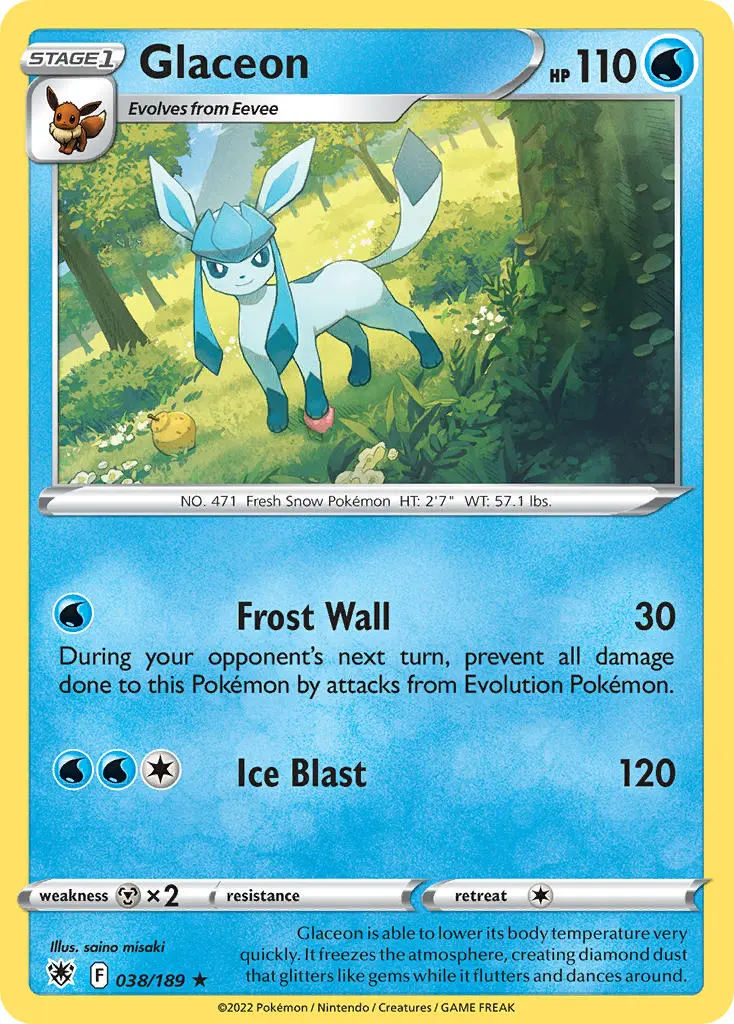 STAGE1
Glaceon
HP 110
Evolves from Eevee
NO. 471 Fresh Snow Pokémon HT: 2'7" WT: 57.1 lbs.
Frost Wall 30
During your opponent's next turn, prevent all damage
done to this Pokémon by attacks from Evolution Pokémon.
Ice Blast 120
weakness ×2 resistance retreat
Illus. saino misaki
F 038/189 ★
Glaceon is able to lower its body temperature very
quickly. It freezes the atmosphere, creating diamond dust
that glitters like gems while it flutters and dances around.
©2022 Pokémon / Nintendo / Creatures / GAME FREAK